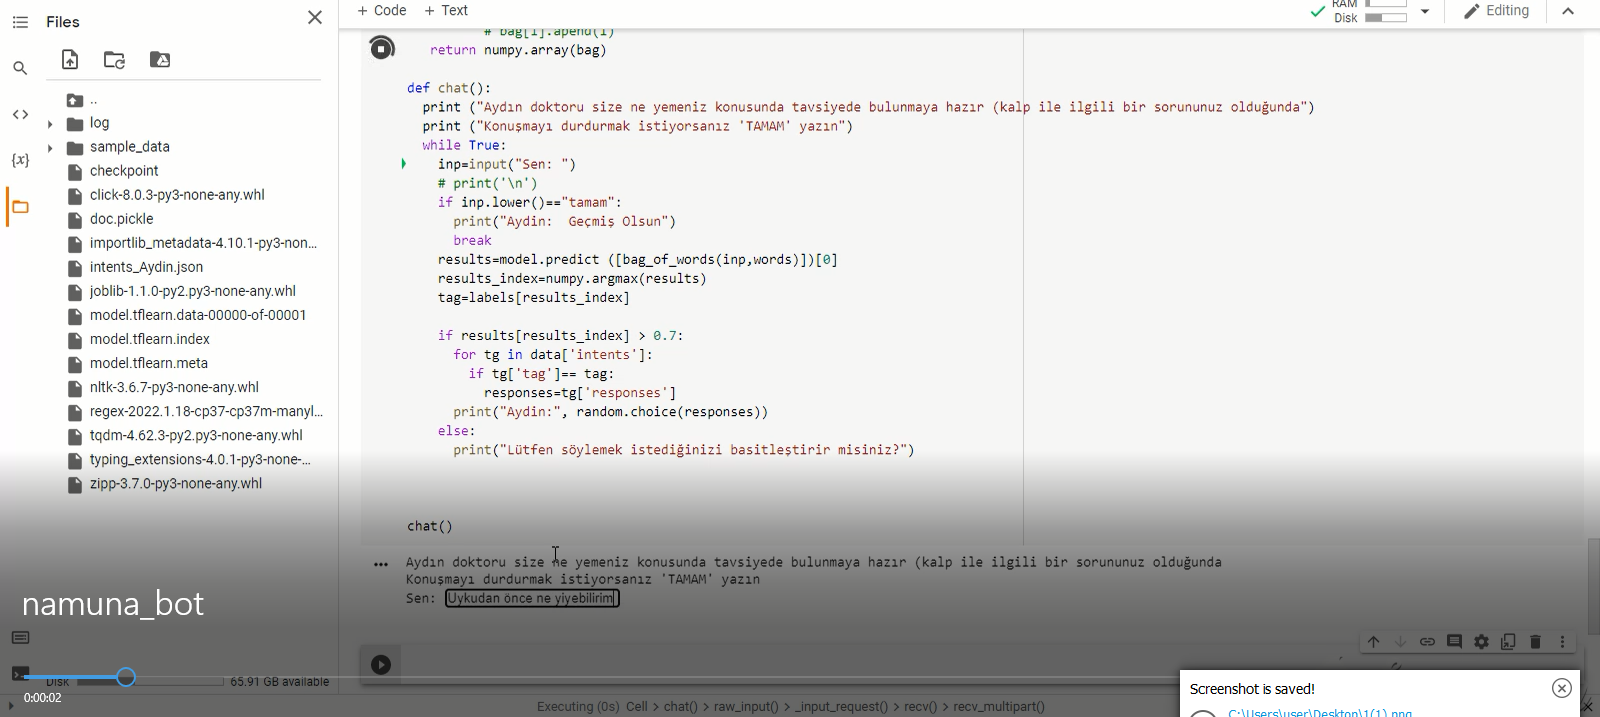 Files
+ Code + Text
RAM
Disk
Editing
..
log
sample_data
checkpoint
click-8.0.3-py3-none-any.whl
doc.pickle
importlib_metadata-4.10.1-py3-non...
intents_Aydin.json
joblib-1.1.0-py2.py3-none-any.whl
model.tflearn.data-00000-of-00001
model.tflearn.index
model.tflearn.meta
nltk-3.6.7-py3-none-any.whl
regex-2022.1.18-cp37-cp37m-manyl...
tqdm-4.62.3-py2.py3-none-any.whl
typing_extensions-4.0.1-py3-none-...
zipp-3.7.0-py3-none-any.whl
# bag[i].apend(1)
return numpy.array(bag)
def chat():
print ("Aydın doktoru size ne yemeniz konusunda tavsiyede bulunmaya hazır (kalp ile ilgili bir sorununuz olduğunda")
print ("Konuşmayı durdurmak istiyorsanız 'TAMAM' yazın")
while True:
inp=input("Sen: ")
# print('\n')
if inp.lower()=="tamam":
print("Aydin:  Geçmiş Olsun")
break
results=model.predict ([bag_of_words(inp,words)])[0]
results_index=numpy.argmax(results)
tag=labels[results_index]
if results[results_index] > 0.7:
for tg in data['intents']:
if tg['tag']== tag:
responses=tg['responses']
print("Aydin:", random.choice(responses))
else:
print("Lütfen söylemek istediğinizi basitleştirir misiniz?")
chat()
Aydın doktoru size ne yemeniz konusunda tavsiyede bulunmaya hazır (kalp ile ilgili bir sorununuz olduğunda
Konuşmayı durdurmak istiyorsanız 'TAMAM' yazın
Sen: Uykudan önce ne yiyebilirim
namuna_bot
Disk 65.91 GB available
0:00:02
Executing (0s) Cell > chat() > raw_input() > _input_request() > recv() > recv_multipart()
Screenshot is saved!
C:\Users\user\Desktop\1(1).png